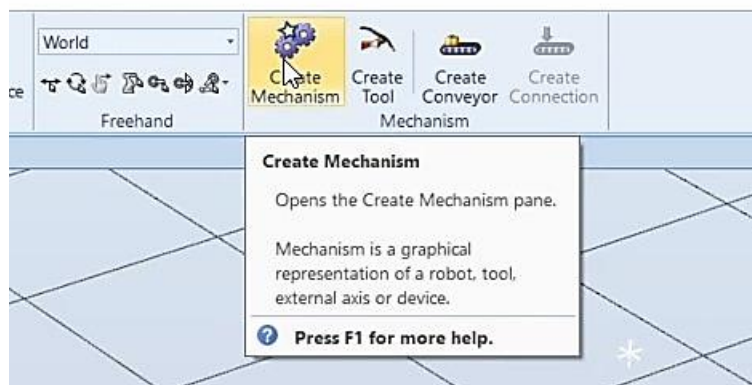 World
ce
Create Mechanism
Create Tool
Create Conveyor
Create Connection
Freehand
Mechanism
Create Mechanism
Opens the Create Mechanism pane.
Mechanism is a graphical
representation of a robot, tool,
external axis or device.
Press F1 for more help.